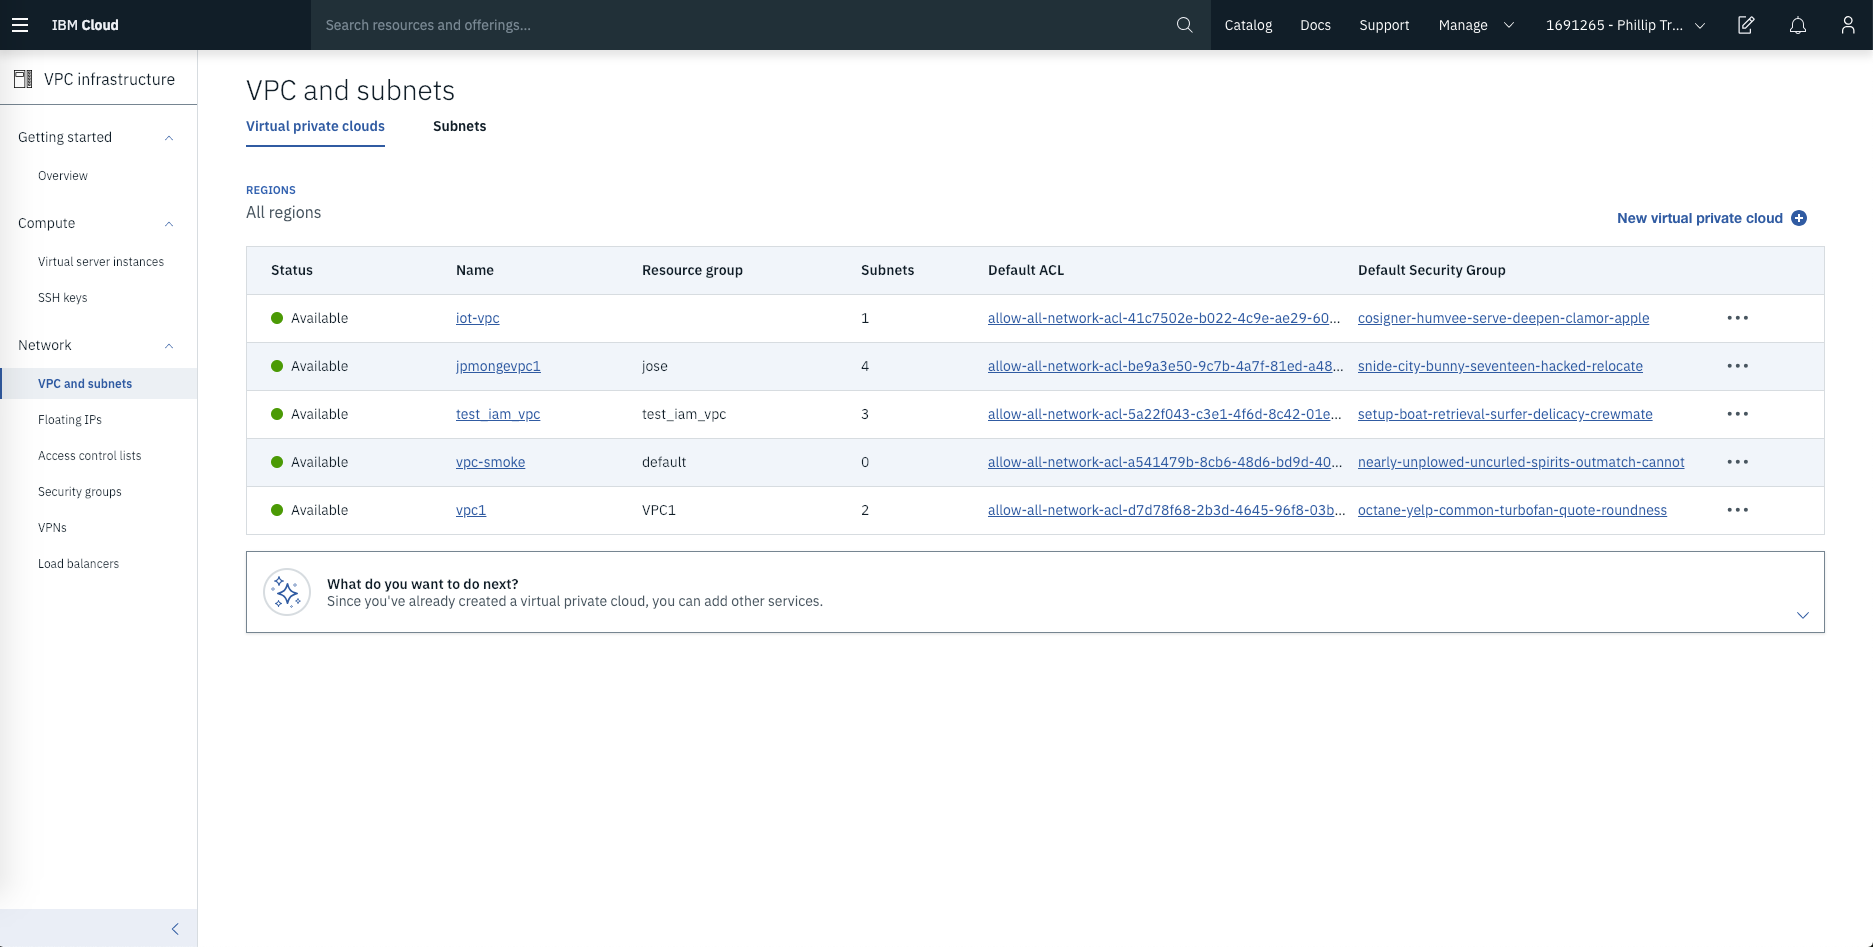 IBM Cloud
Search resources and offerings...
Catalog
Docs
Support
Manage
1691265 - Phillip Tr...
VPC infrastructure
Getting started
Overview
Compute
Virtual server instances
SSH keys
Network
VPC and subnets
Floating IPs
Access control lists
Security groups
VPNs
Load balancers
VPC and subnets
Virtual private clouds Subnets
REGIONS
All regions
New virtual private cloud
Status Name Resource group Subnets Default ACL Default Security Group
Available iot-vpc 1 allow-all-network-acl-41c7502e-b022-4c9e-ae29-60... cosigner-humvee-serve-deepen-clamor-apple
Available jpmongevpc1 jose 4 allow-all-network-acl-be9a3e50-9c7b-4a7f-81ed-a48... snide-city-bunny-seventeen-hacked-relocate
Available test_iam_vpc test_iam_vpc 3 allow-all-network-acl-5a22f043-c3e1-4f6d-8c42-01e... setup-boat-retrieval-surfer-delicacy-crewmate
Available vpc-smoke default 0 allow-all-network-acl-a541479b-8cb6-48d6-bd9d-40... nearly-unplowed-uncurled-spirits-outmatch-cannot
Available vpc1 VPC1 2 allow-all-network-acl-d7d78f68-2b3d-4645-96f8-03b... octane-yelp-common-turbofan-quote-roundness
What do you want to do next?
Since you've already created a virtual private cloud, you can add other services.